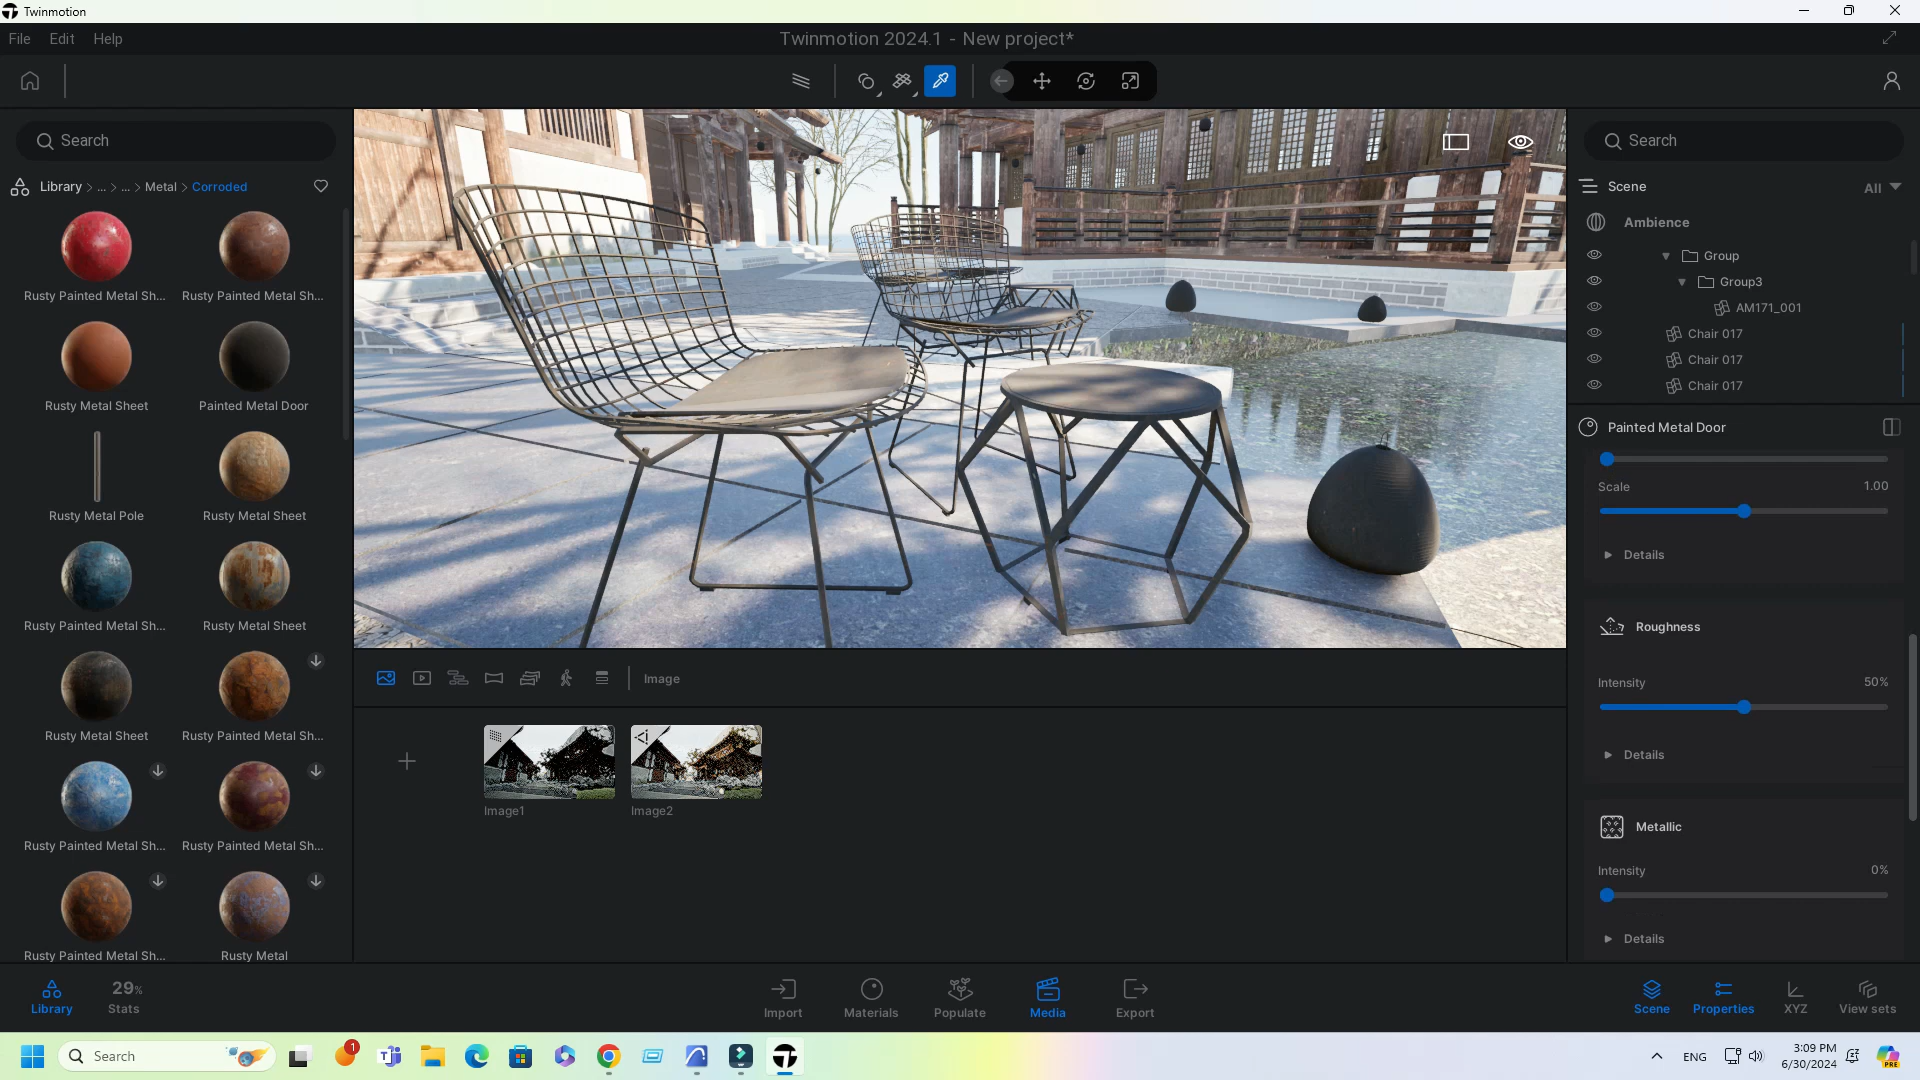 Twinmotion
File Edit Help
Twinmotion 2024.1 - New project*
Search
Library > ... > ... > Metal > Corroded
Rusty Painted Metal Sh...
Rusty Painted Metal Sh...
Rusty Metal Sheet
Painted Metal Door
Rusty Metal Pole
Rusty Metal Sheet
Rusty Painted Metal Sh...
Rusty Metal Sheet
Rusty Metal Sheet
Rusty Painted Metal Sh...
Rusty Painted Metal Sh...
Rusty Painted Metal Sh...
Rusty Painted Metal Sh...
Rusty Metal
Image
Image1
Image2
Search
Scene
All
Ambience
Group
Group3
AM171_001
Chair 017
Chair 017
Chair 017
Painted Metal Door
Scale 1.00
Details
Roughness
Intensity 50%
Details
Metallic
Intensity 0%
Details
Library
29%
Stats
Import
Materials
Populate
Media
Export
Scene
Properties
XYZ
View sets
Search
1
ENG
3:09 PM
6/30/2024
PRE